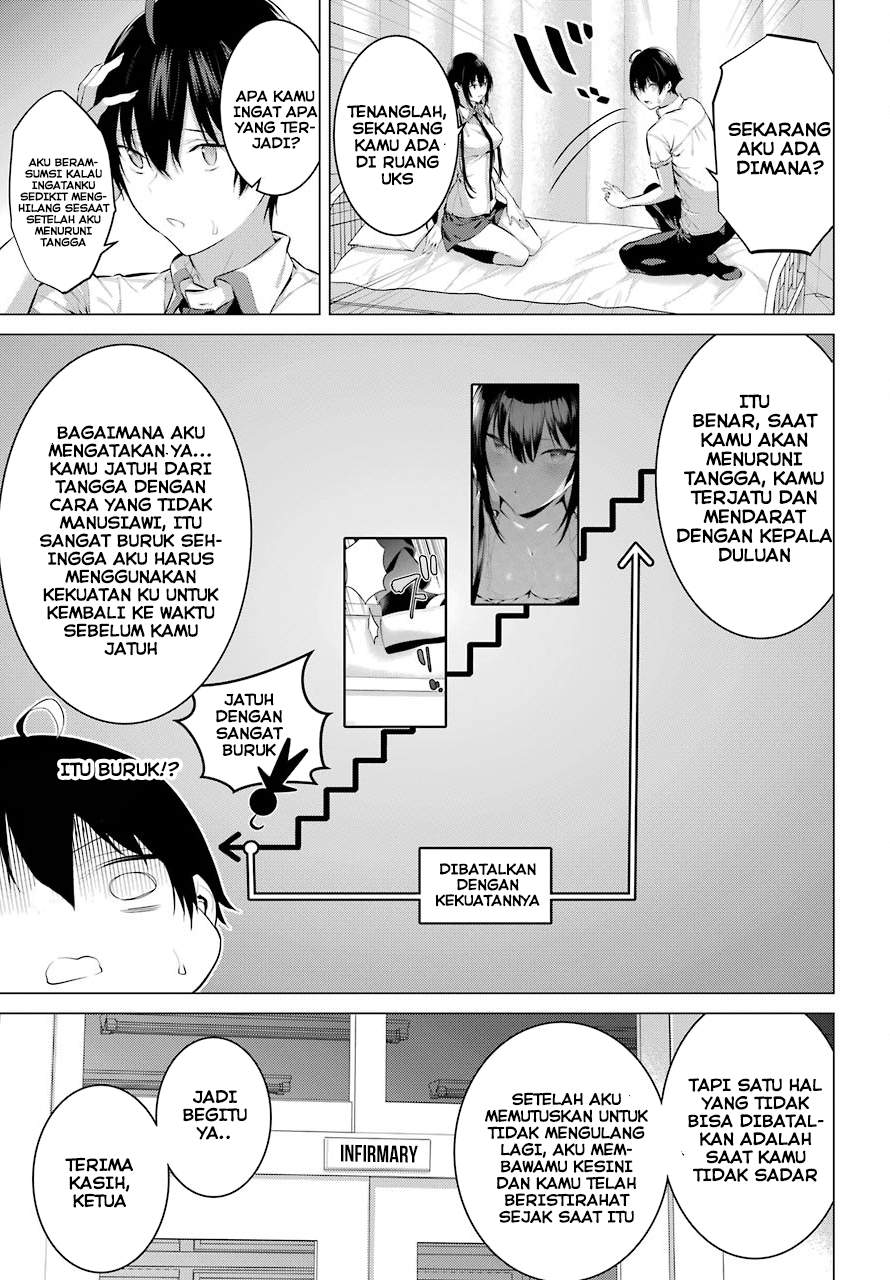 SEKARANG
AKU ADA
DIMANA?
TENANGLAH,
SEKARANG
KAMU ADA
DI RUANG
UKS
APA KAMU
INGAT APA
YANG TER-
JADI?
AKU BERAM-
SUMSI KALAU
INGATANKU
SEDIKIT MENG-
HILANG SESAAT
SETELAH AKU
MENURUNI
TANGGA
ITU
BENAR, SAAT
KAMU AKAN
MENURUNI
TANGGA, KAMU
TERJATU DAN
MENDARAT
DENGAN KEPALA
DULUAN
BAGAIMANA AKU
MENGATAKAN YA...
KAMU JATUH DARI
TANGGA DENGAN
CARA YANG TIDAK
MANUSIAWI, ITU
SANGAT BURUK SEH-
INGGA AKU HARUS
MENGGUNAKAN
KEKUATAN KU UNTUK
KEMBALI KE WAKTU
SEBELUM KAMU
JATUH
JATUH
DENGAN
SANGAT
BURUK
ITU BURUK!?
DIBATALKAN
DENGAN
KEKUATANNYA
TAPI SATU HAL
YANG TIDAK
BISA DIBATAL-
KAN ADALAH
SAAT KAMU
TIDAK SADAR
SETELAH AKU
MEMUTUSKAN UNTUK
TIDAK MENGULANG
LAGI, AKU MEM-
BAWAMU KESINI
DAN KAMU TELAH
BERISTIRAHAT
SEJAK SAAT ITU
INFIRMARY
JADI
BEGITU
YA..
TERIMA
KASIH,
KETUA